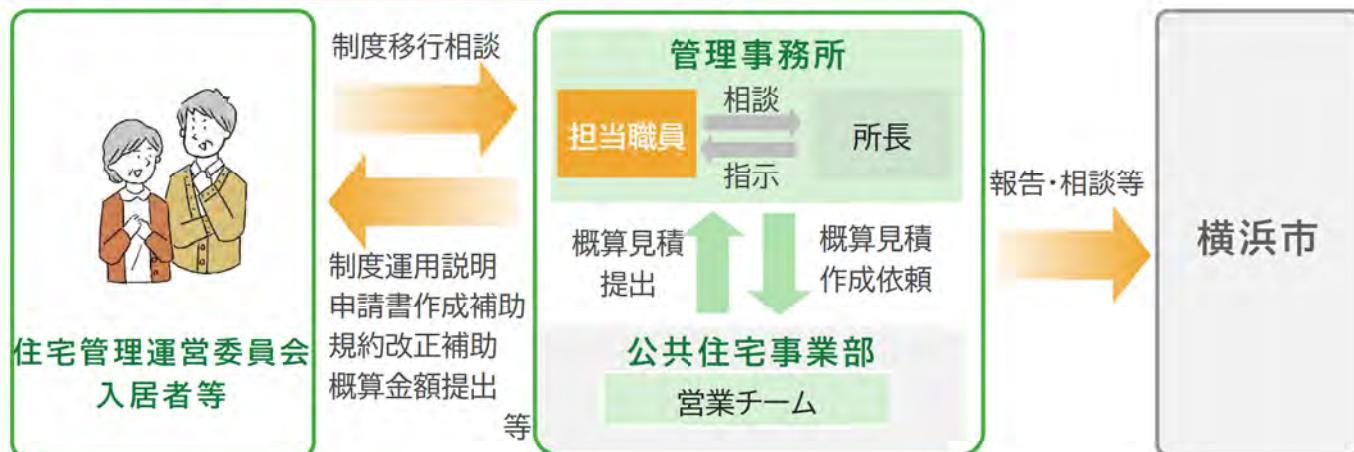 住宅管理運営委員会
入居者等
制度移行相談
制度運用説明
申請書作成補助
規約改正補助
概算金額提出
等
管理事務所
担当職員
相談
指示
所長
概算見積
提出
概算見積
作成依頼
公共住宅事業部
営業チーム
報告・相談等
横浜市